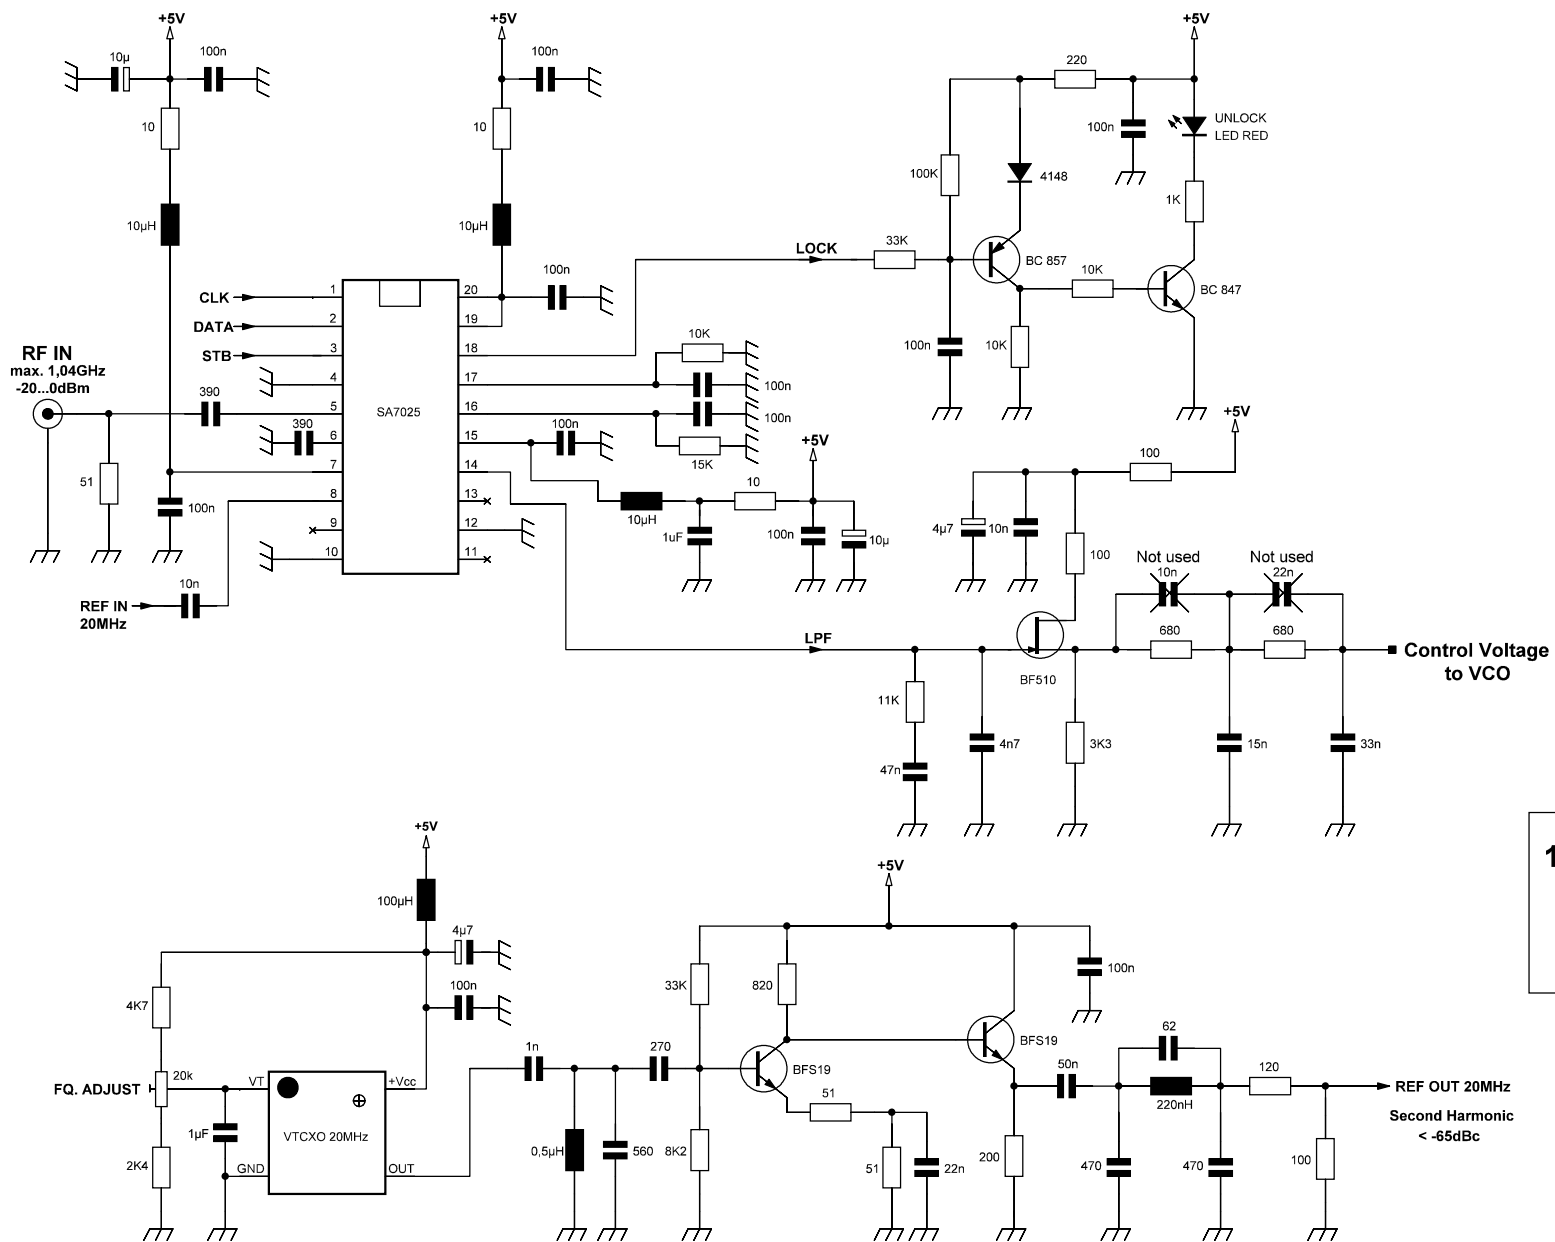 +5V
10µ
100n
10
10µH
+5V
100n
10
10µH
100n
CLK
DATA
STB
RF IN
max. 1,04GHz
-20...0dBm
390
390
51
100n
10n
REF IN
20MHz
SA7025
1
2
3
4
5
6
7
8
9
10
20
19
18
17
16
15
14
13
12
11
LOCK
33K
100K
100n
+5V
220
100n
4148
BC 857
10K
10K
UNLOCK
LED RED
1K
BC 847
10K
100n
100n
15K
100n
10µH
1uF
10
+5V
100n
10µ
+5V
100
4µ7
10n
100
LPF
BF510
11K
47n
4n7
3K3
Not used
10n
680
Not used
22n
680
15n
33n
Control Voltage
to VCO
1
+5V
100µH
4µ7
100n
4K7
20k
FQ. ADJUST
2K4
1µF
VT
+Vcc
VTCXO 20MHz
GND
OUT
1n
0,5µH
560
270
33K
8K2
+5V
820
BFS19
51
51
22n
BFS19
100n
200
50n
62
220nH
470
470
120
100
REF OUT 20MHz
Second Harmonic
< -65dBc